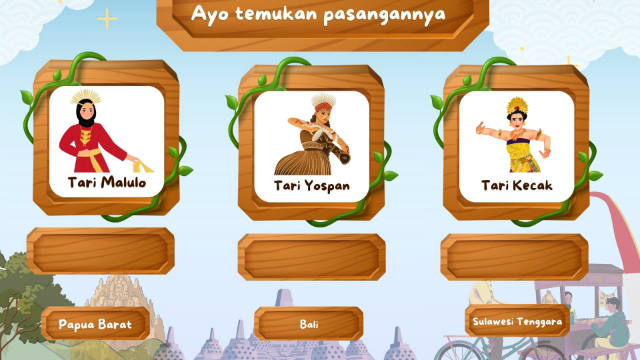 Ayo temukan pasangannya
Tari Malulo
Tari Yospan
Tari Kecak
Papua Barat
Bali
Sulawesi Tenggara